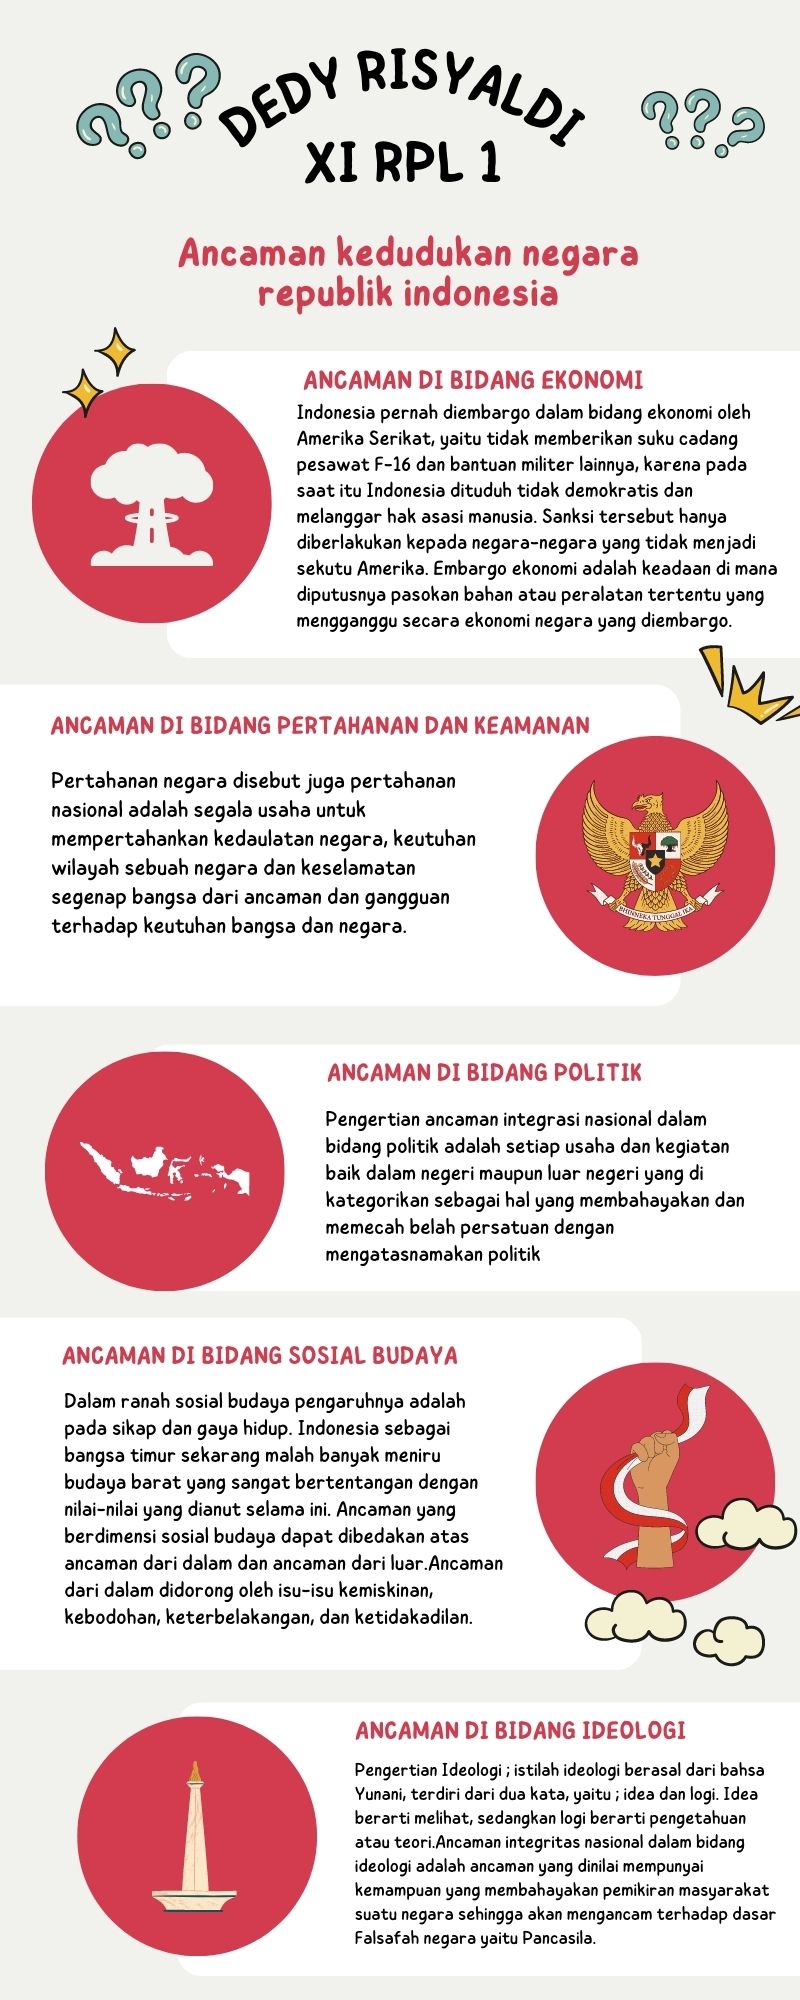 DEDY RISYALDI
XI RPL 1
Ancaman kedudukan negara
republik indonesia
ANCAMAN DI BIDANG EKONOMI
Indonesia pernah diembargo dalam bidang ekonomi oleh
Amerika Serikat, yaitu tidak memberikan suku cadang
pesawat F-16 dan bantuan militer lainnya, karena pada
saat itu Indonesia dituduh tidak demokratis dan
melanggar hak asasi manusia. Sanksi tersebut hanya
diberlakukan kepada negara-negara yang tidak menjadi
sekutu Amerika. Embargo ekonomi adalah keadaan di mana
diputusnya pasokan bahan atau peralatan tertentu yang
mengganggu secara ekonomi negara yang diembargo.
ANCAMAN DI BIDANG PERTAHANAN DAN KEAMANAN
Pertahanan negara disebut juga pertahanan
nasional adalah segala usaha untuk
mempertahankan kedaulatan negara, keutuhan
wilayah sebuah negara dan keselamatan
segenap bangsa dari ancaman dan gangguan
terhadap keutuhan bangsa dan negara.
BHINNEKA TUNGGAL IKA
ANCAMAN DI BIDANG POLITIK
Pengertian ancaman integrasi nasional dalam
bidang politik adalah setiap usaha dan kegiatan
baik dalam negeri maupun luar negeri yang di
kategorikan sebagai hal yang membahayakan dan
memecah belah persatuan dengan
mengatasnamakan politik
ANCAMAN DI BIDANG SOSIAL BUDAYA
Dalam ranah sosial budaya pengaruhnya adalah
pada sikap dan gaya hidup. Indonesia sebagai
bangsa timur sekarang malah banyak meniru
budaya barat yang sangat bertentangan dengan
nilai-nilai yang dianut selama ini. Ancaman yang
berdimensi sosial budaya dapat dibedakan atas
ancaman dari dalam dan ancaman dari luar.Ancaman
dari dalam didorong oleh isu-isu kemiskinan,
kebodohan, keterbelakangan, dan ketidakadilan.
ANCAMAN DI BIDANG IDEOLOGI
Pengertian Ideologi ; istilah ideologi berasal dari bahsa
Yunani, terdiri dari dua kata, yaitu ; idea dan logi. Idea
berarti melihat, sedangkan logi berarti pengetahuan
atau teori.Ancaman integritas nasional dalam bidang
ideologi adalah ancaman yang dinilai mempunyai
kemampuan yang membahayakan pemikiran masyarakat
suatu negara sehingga akan mengancam terhadap dasar
Falsafah negara yaitu Pancasila.